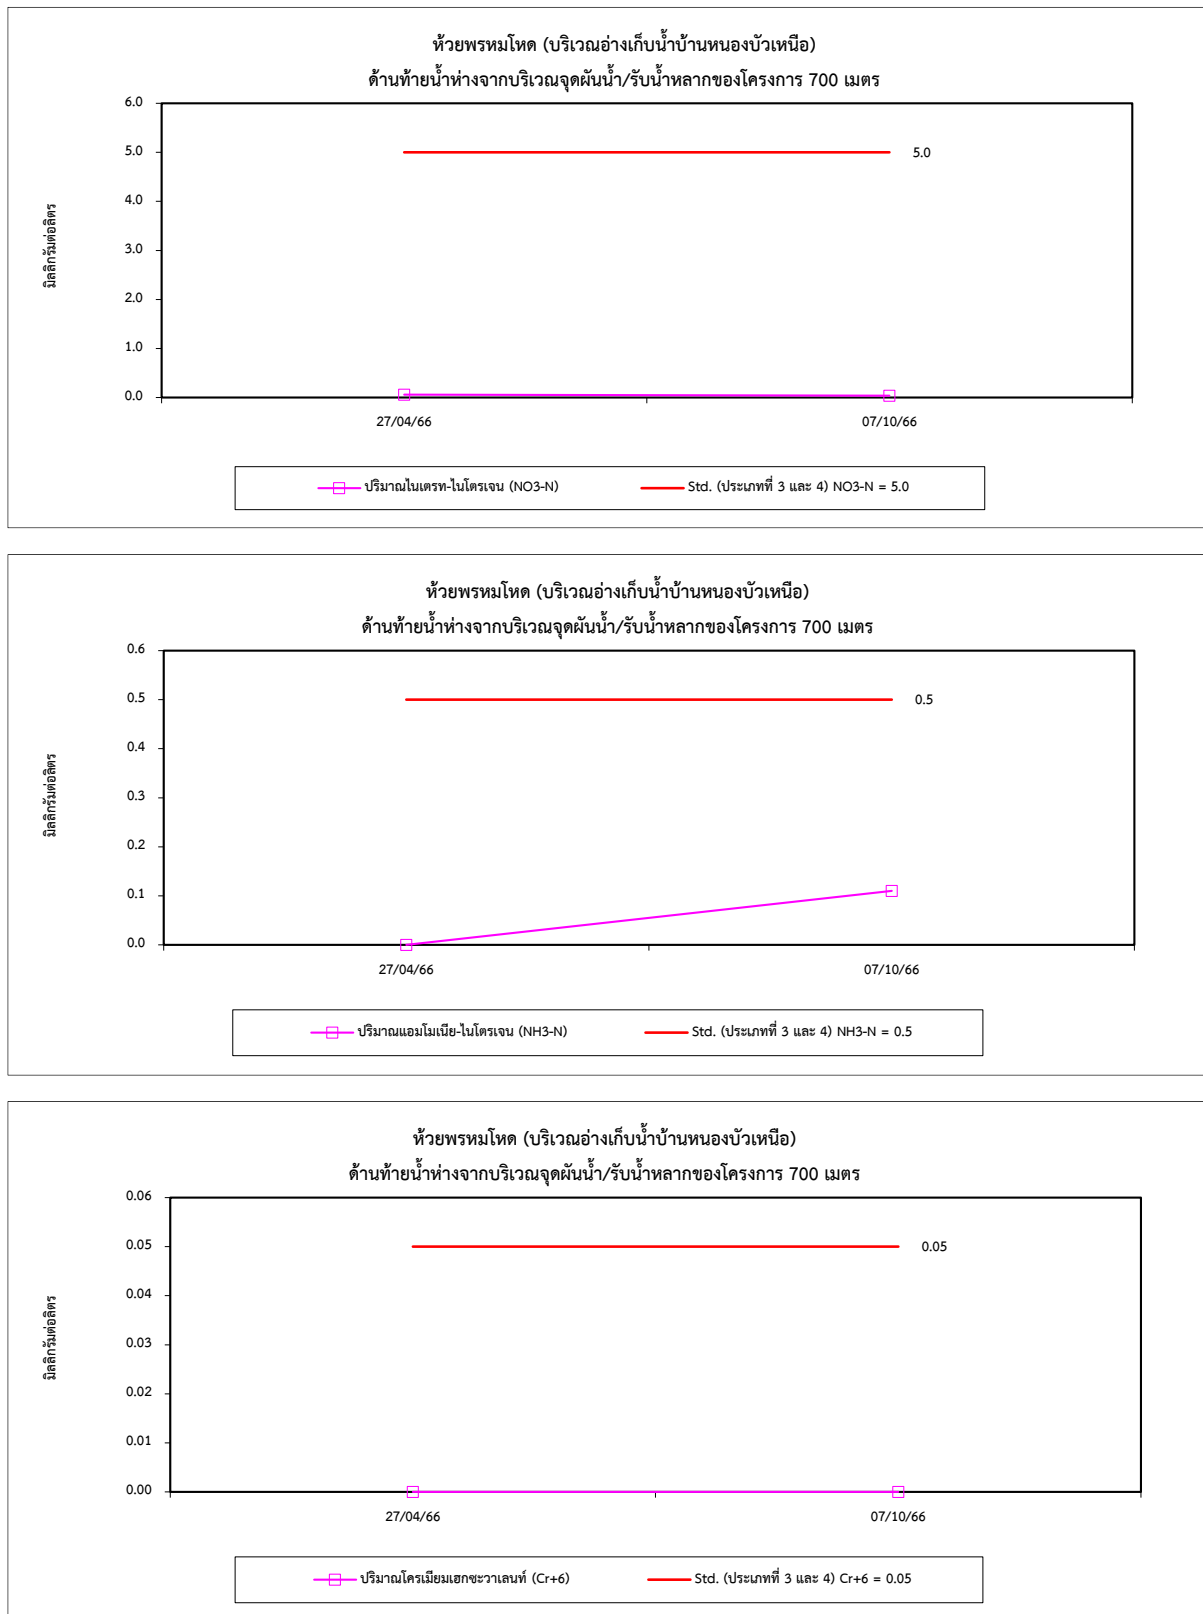 ห้วยพรหมโหด (บริเวณอ่างเก็บน้ำบ้านหนองบัวเหนือ)
ด้านท้ายน้ำห่างจากบริเวณจุดผันน้ำ/รับน้ำหลากของโครงการ 700 เมตร
มิลลิกรัมต่อลิตร
6.0
5.0
4.0
3.0
2.0
1.0
0.0
5.0
27/04/66 07/10/66
ปริมาณไนเตรท-ไนโตรเจน (NO3-N) Std. (ประเภทที่ 3 และ 4) NO3-N = 5.0
ห้วยพรหมโหด (บริเวณอ่างเก็บน้ำบ้านหนองบัวเหนือ)
ด้านท้ายน้ำห่างจากบริเวณจุดผันน้ำ/รับน้ำหลากของโครงการ 700 เมตร
มิลลิกรัมต่อลิตร
0.6
0.5
0.4
0.3
0.2
0.1
0.0
0.5
27/04/66 07/10/66
ปริมาณแอมโมเนีย-ไนโตรเจน (NH3-N) Std. (ประเภทที่ 3 และ 4) NH3-N = 0.5
ห้วยพรหมโหด (บริเวณอ่างเก็บน้ำบ้านหนองบัวเหนือ)
ด้านท้ายน้ำห่างจากบริเวณจุดผันน้ำ/รับน้ำหลากของโครงการ 700 เมตร
มิลลิกรัมต่อลิตร
0.06
0.05
0.04
0.03
0.02
0.01
0.00
0.05
27/04/66 07/10/66
ปริมาณโครเมียมเฮกซะวาเลนท์ (Cr+6) Std. (ประเภทที่ 3 และ 4) Cr+6 = 0.05